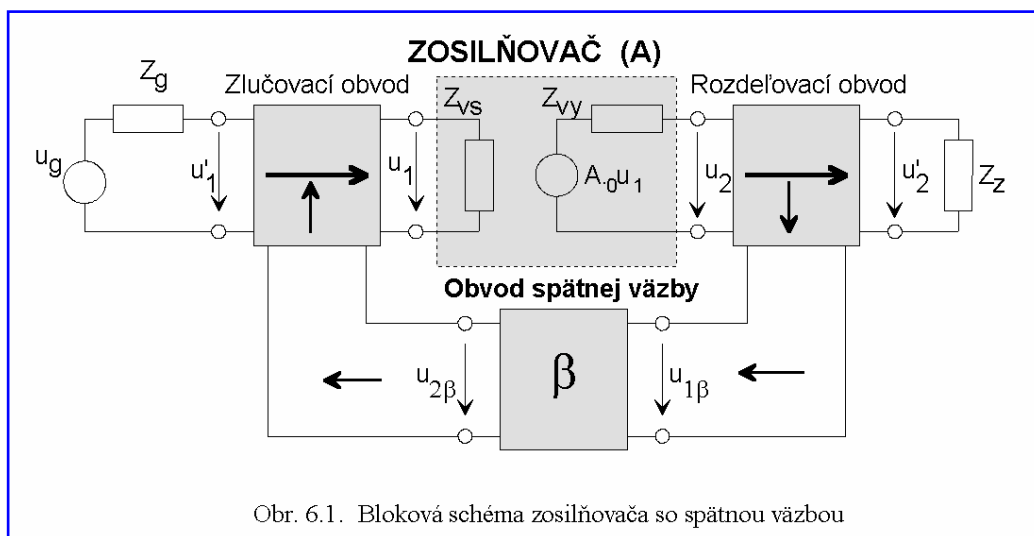 ZOSILŇOVAČ (A)
Zg
Zlučovací obvod
Zvs
Zvy
Rozdeľovací obvod
ug
u'1
u1
A.0u1
u2
u'2
Zz
Obvod spätnej väzby
u2β
β
u1β
Obr. 6.1. Bloková schéma zosilňovača so spätnou väzbou